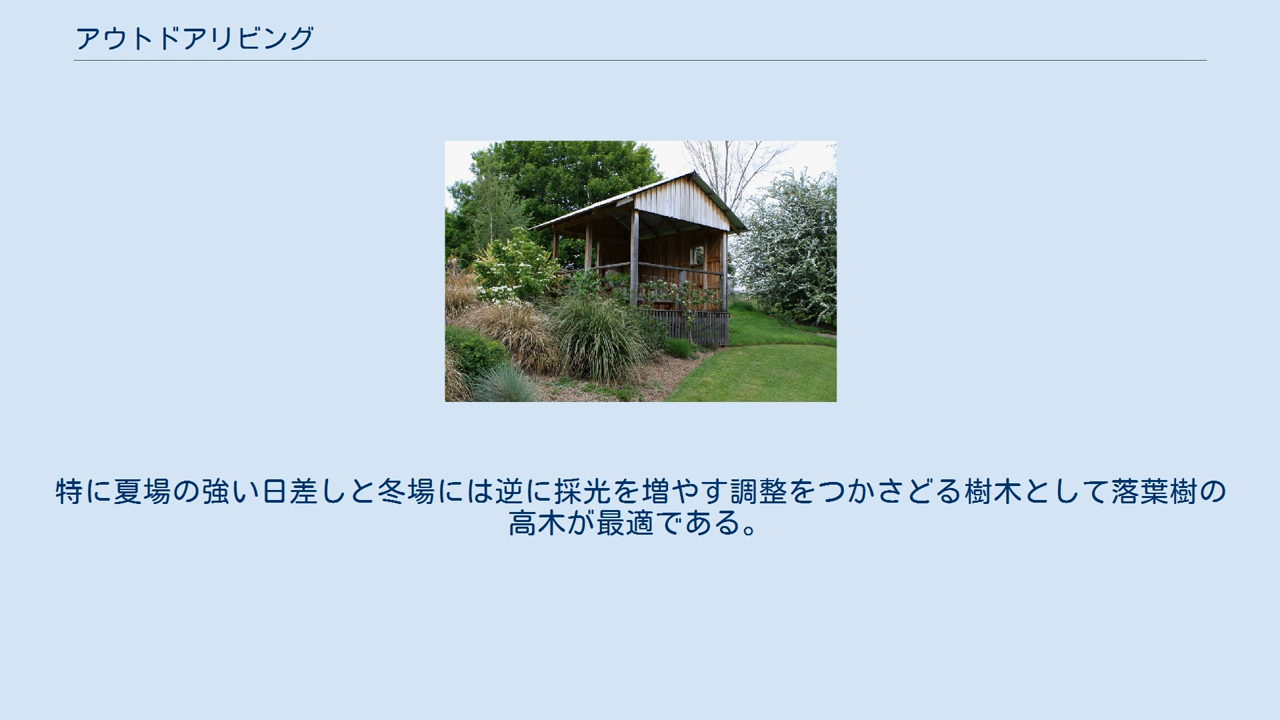 アウトドアリビング
特に夏場の強い日差しと冬場には逆に採光を増やす調整をつかさどる樹木として落葉樹の
高木が最適である。